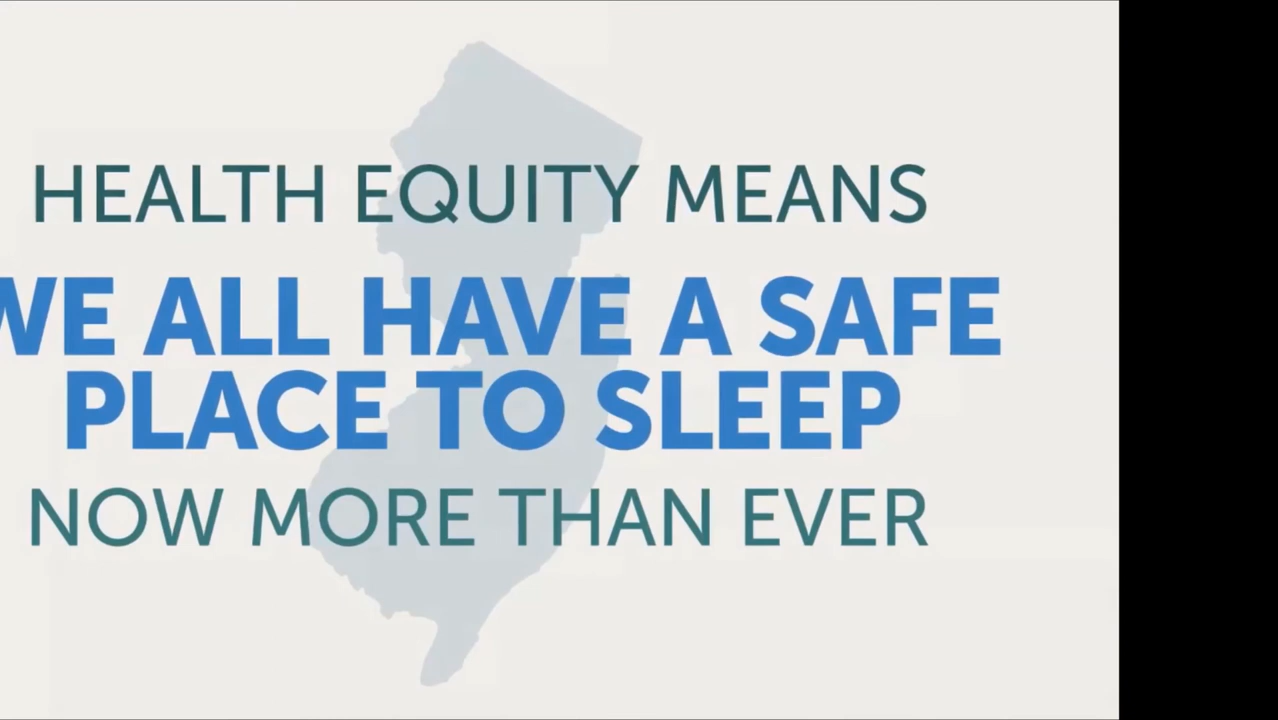 HEALTH EQUITY MEANS
WE ALL HAVE A SAFE
PLACE TO SLEEP
NOW MORE THAN EVER